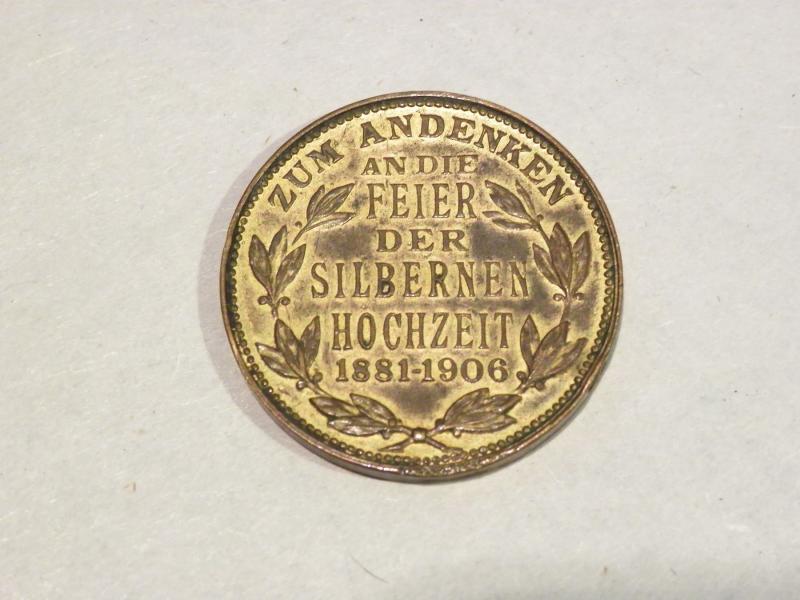 ZUM ANDENKEN
AN DIE
FEIER
DER
SILBERNEN
HOCHZEIT
1881-1906